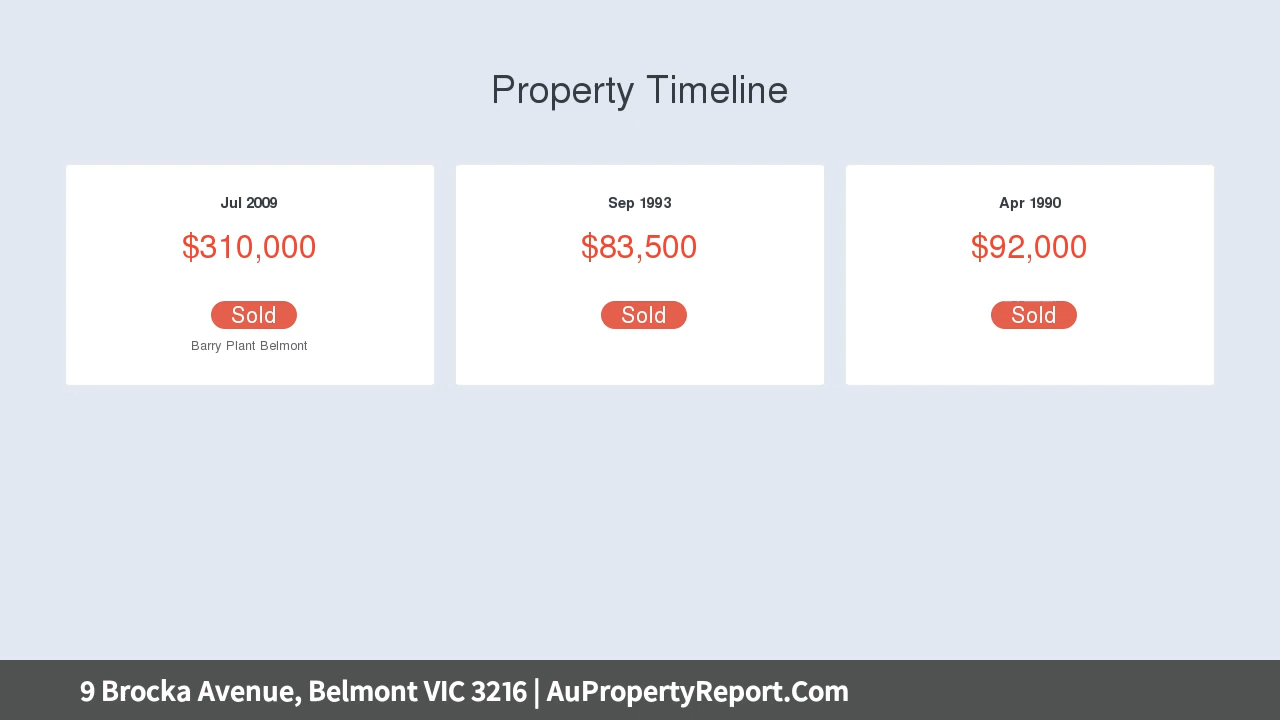 Property Timeline
Jul 2009
$310,000
Sold
Barry Plant Belmont
Sep 1993
$83,500
Sold
Apr 1990
$92,000
Sold
9 Brocka Avenue, Belmont VIC 3216 | AuPropertyReport.Com